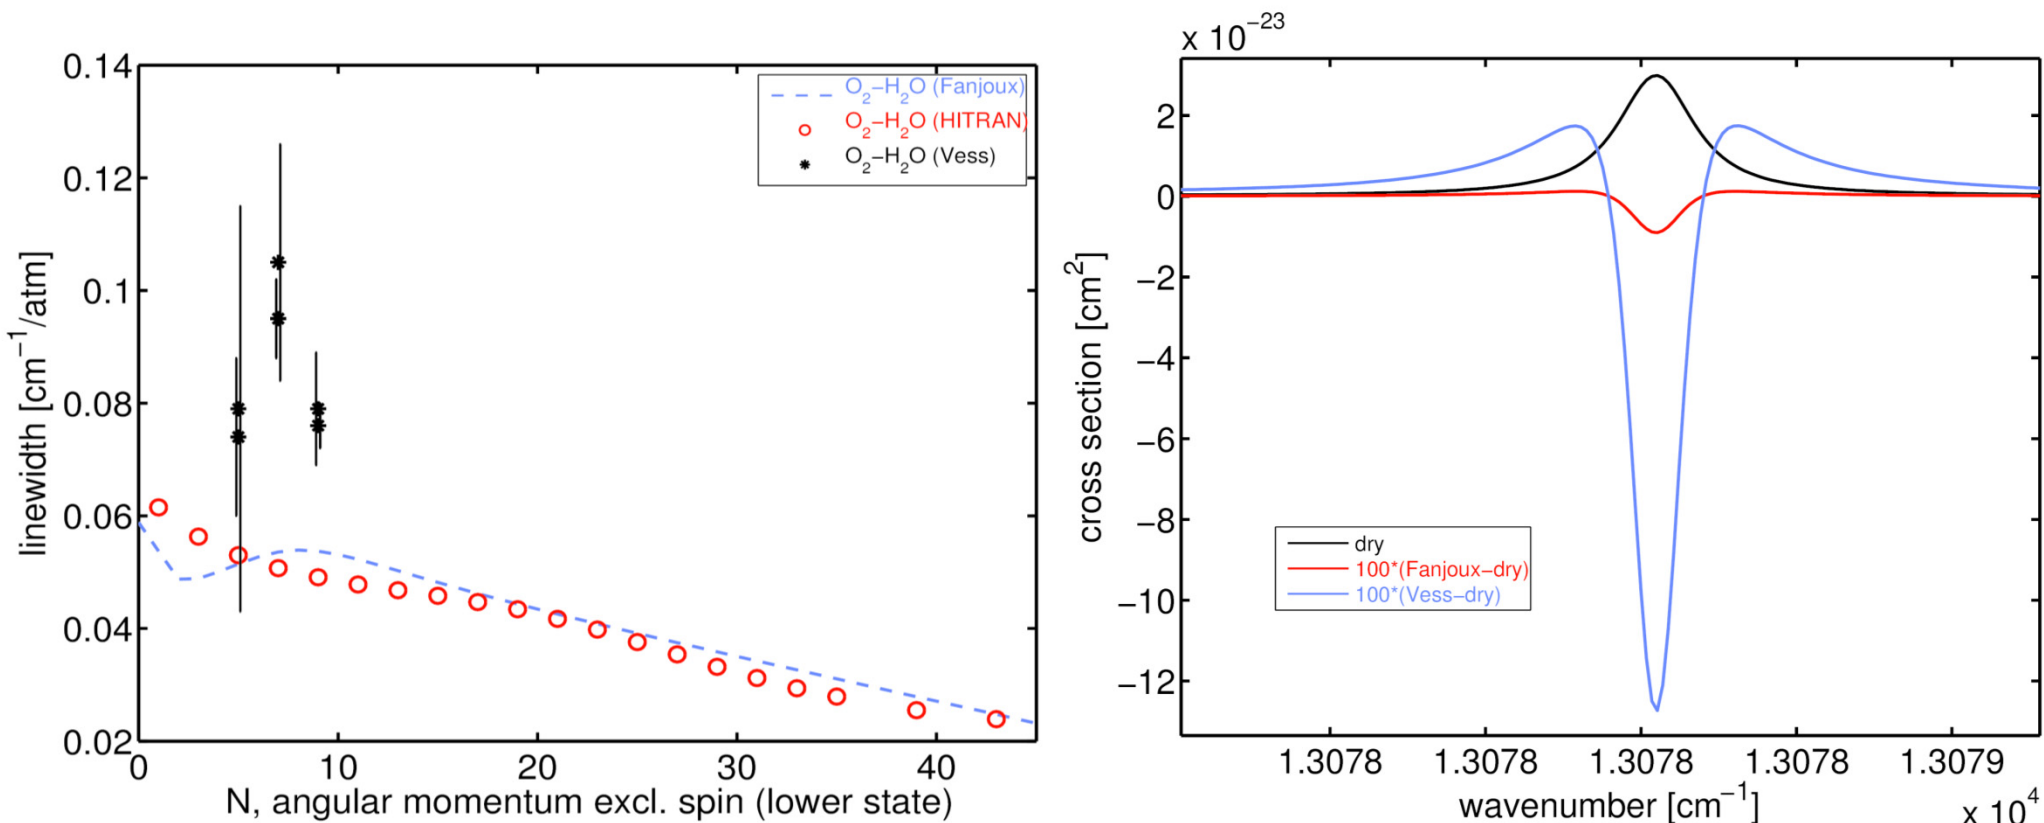 0.14
0.12
0.1
0.08
0.06
0.04
0.02
0 10 20 30 40
linewidth [cm⁻¹/atm]
N, angular momentum excl. spin (lower state)
O₂−H₂O (Fanjoux)
O₂−H₂O (HITRAN)
O₂−H₂O (Vess)
x 10⁻²³
2
0
−2
−4
−6
−8
−10
−12
cross section [cm²]
dry
100*(Fanjoux−dry)
100*(Vess−dry)
1.3078 1.3078 1.3078 1.3078 1.3079
wavenumber [cm⁻¹]
x 10⁴